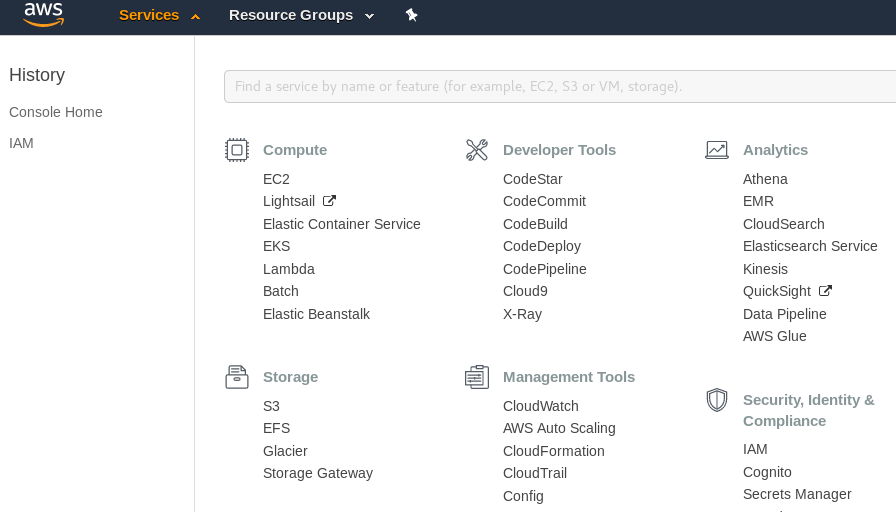 aws
Services
Resource Groups
History
Console Home
IAM
Find a service by name or feature (for example, EC2, S3 or VM, storage).
Compute
EC2
Lightsail
Elastic Container Service
EKS
Lambda
Batch
Elastic Beanstalk
Storage
S3
EFS
Glacier
Storage Gateway
Developer Tools
CodeStar
CodeCommit
CodeBuild
CodeDeploy
CodePipeline
Cloud9
X-Ray
Management Tools
CloudWatch
AWS Auto Scaling
CloudFormation
CloudTrail
Config
Analytics
Athena
EMR
CloudSearch
Elasticsearch Service
Kinesis
QuickSight
Data Pipeline
AWS Glue
Security, Identity &
Compliance
IAM
Cognito
Secrets Manager